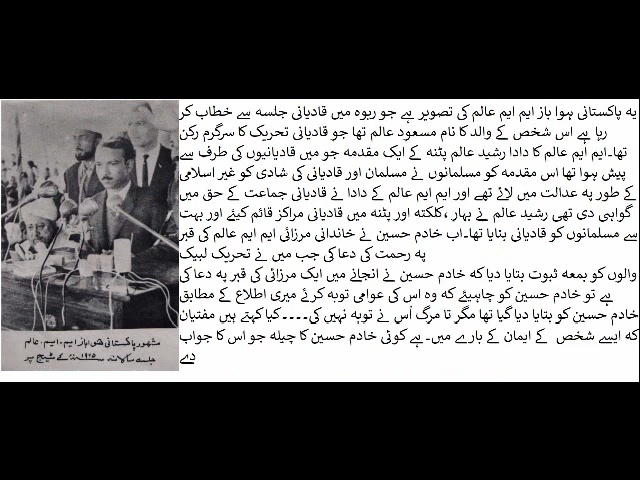 یہ پاکستانی ہوا باز ایم ایم عالم کی تصویر ہے جو ربوہ میں قادیانی جلسہ سے خطاب کر
رہا ہے اس شخص کے والد کا نام مسعود عالم تھا جو قادیانی تحریک کا سرگرم رکن
تھا۔ایم ایم عالم کا دادا رشید عالم پٹنہ کے ایک مقدمہ جو میں قادیانیوں کی طرف سے
پیش ہوا تھا اس مقدمہ کو مسلمانوں نے مسلمان اور قادیانی کی شادی کو غیر اسلامی
کے طور پہ عدالت میں لائے تھے اور ایم ایم عالم کے دادا نے قادیانی جماعت کے حق میں
گواہی دی تھی رشید عالم نے بہار ،کلکتہ اور پٹنہ میں قادیانی مراکز قائم کیئے اور بہت
سے مسلمانوں کو قادیانی بنایا تھا۔اب خادم حسین نے خاندانی مرزائی ایم ایم عالم کی قبر
پہ رحمت کی دعا کی جب میں نے تحریک لبیک
والوں کو بمعہ ثبوت بتایا دیا کہ خادم حسین نے انجانے میں ایک مرزائی کی قبر پہ دعا کی
ہے تو خادم حسین کو چاہیئے کہ وہ اس کی عوامی توبہ کر ئے میری اطلاع کے مطابق
خادم حسین کو بتایا دیا گیا تھا مگر تا مرگ اُس نے توبہ نہیں کی۔۔۔۔کیا کہتے ہیں مفتیان
کہ ایسے شخص کے ایمان کے بارے میں۔ہے کوئی خادم حسین کا چیلہ جو اس کا جواب
دے
مشہور پاکستانی ہوا باز ایم۔ایم۔عالم
جلسہ سالانہ سنہ ۱۹۶۵ کے سٹیج پر